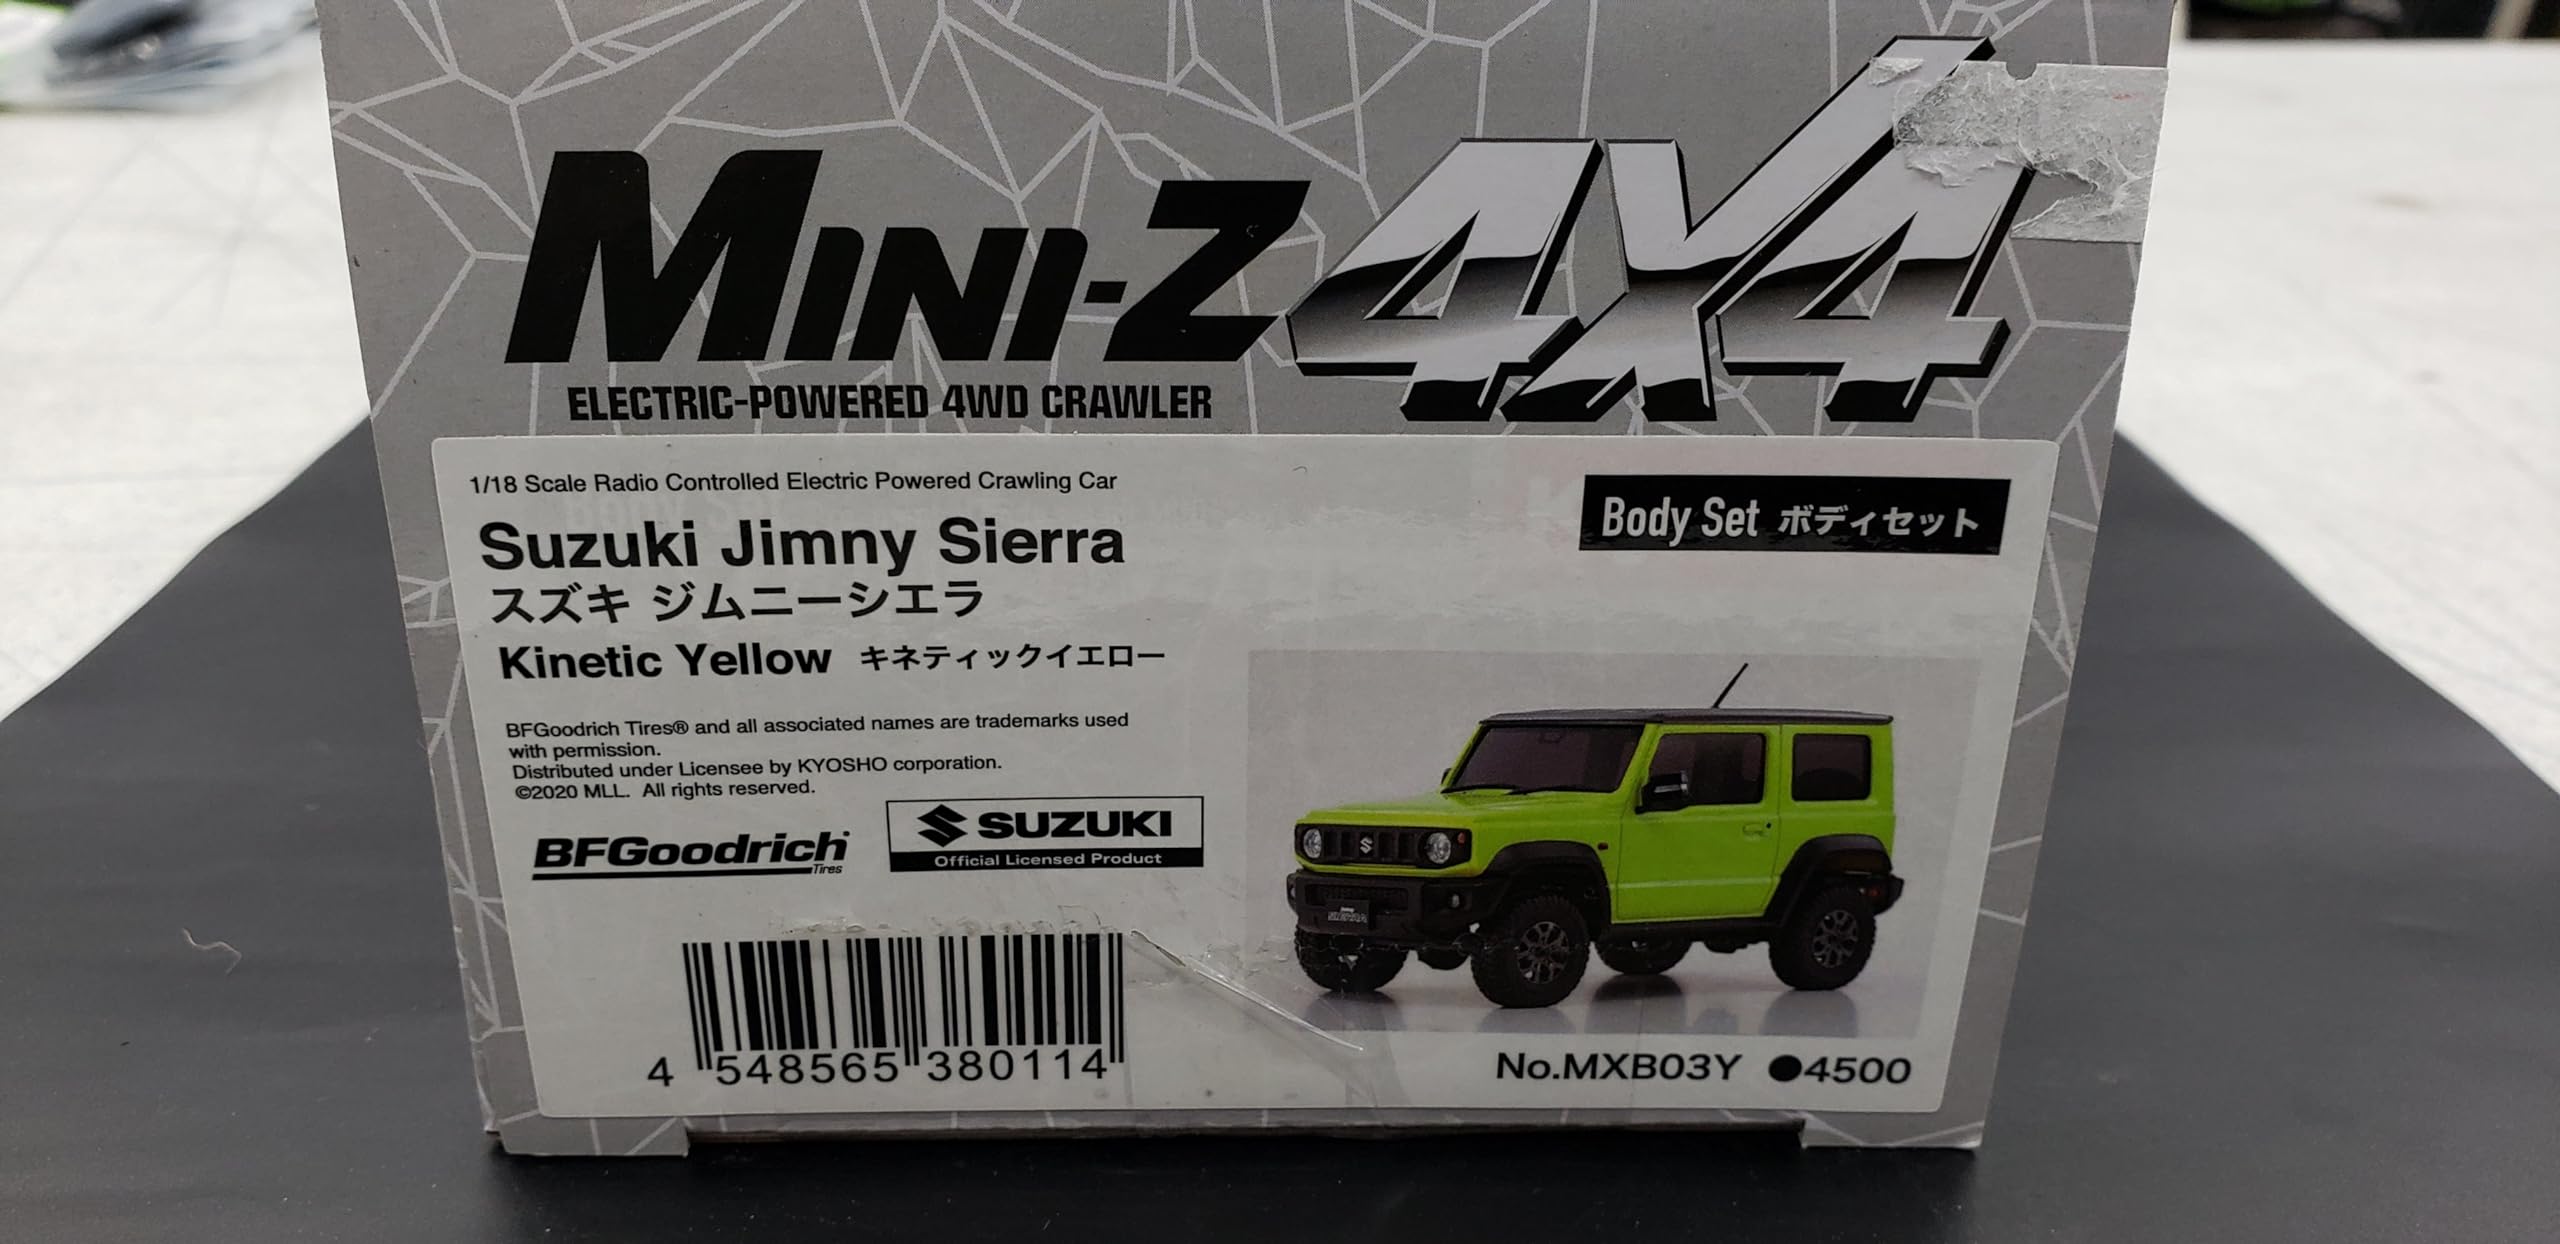 MINI-Z 4X4
ELECTRIC-POWERED 4WD CRAWLER
1/18 Scale Radio Controlled Electric Powered Crawling Car
Body Set ボディセット
Suzuki Jimny Sierra
スズキ ジムニーシエラ
Kinetic Yellow キネティックイエロー
BFGoodrich Tires® and all associated names are trademarks used
with permission.
Distributed under Licensee by KYOSHO corporation.
©2020 MLL. All rights reserved.
BFGoodrich
Tires
SUZUKI
Official Licensed Product
SIERRA
4 548565 380114
No.MXB03Y ●4500